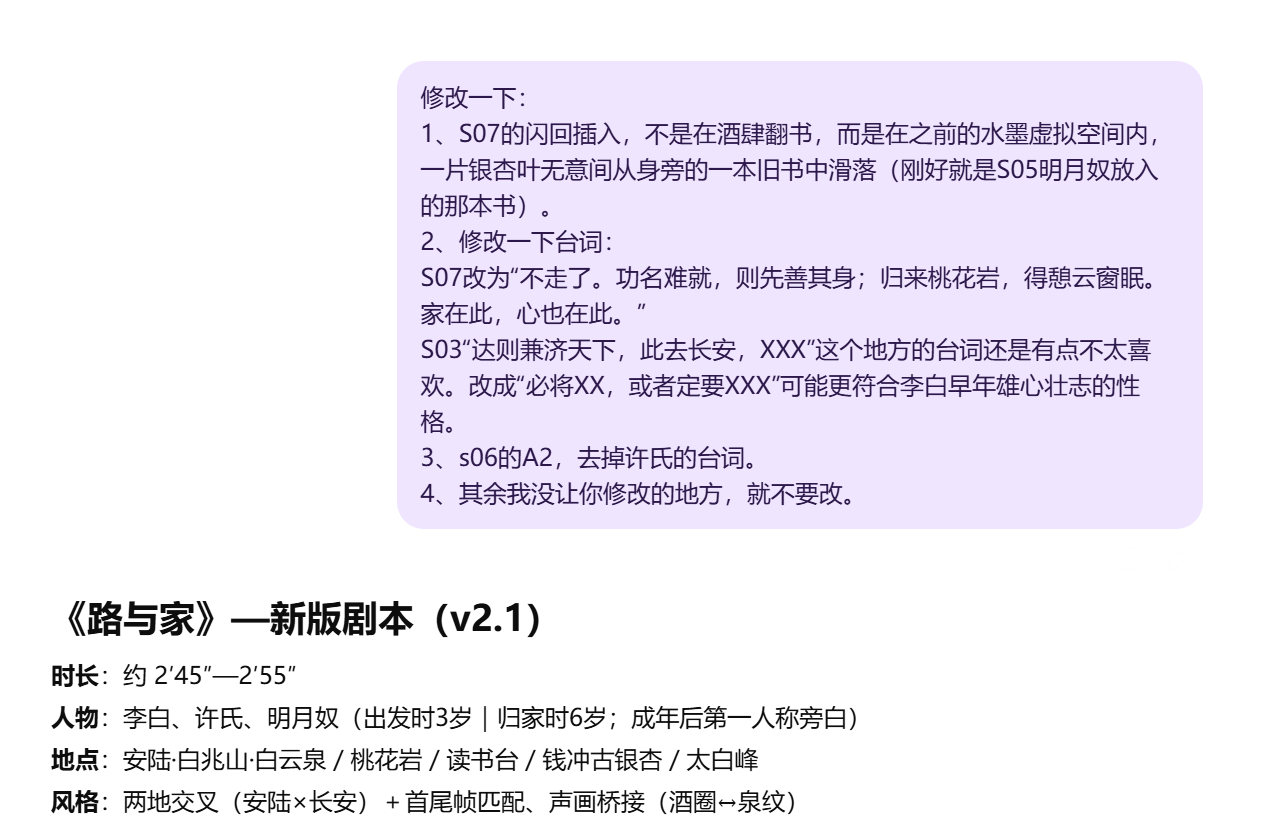 修改一下：
1、S07的闪回插入，不是在酒肆翻书，而是在之前的水墨虚拟空间内，
一片银杏叶无意间从身旁的一本旧书中滑落（刚好就是S05明月奴放入
的那本书）。
2、修改一下台词：
S07改为“不走了。功名难就，则先善其身；归来桃花岩，得憩云窗眠。
家在此，心也在此。”
S03“达则兼济天下，此去长安，XXX”这个地方的台词还是有点不太喜
欢。改成“必将XX，或者定要XXX”可能更符合李白早年雄心壮志的性
格。
3、s06的A2，去掉许氏的台词。
4、其余我没让你修改的地方，就不要改。
《路与家》—新版剧本（v2.1）
时长：约 2′45″—2′55″
人物：李白、许氏、明月奴（出发时3岁｜归家时6岁；成年后第一人称旁白）
地点：安陆·白兆山·白云泉 / 桃花岩 / 读书台 / 钱冲古银杏 / 太白峰
风格：两地交叉（安陆×长安）＋首尾帧匹配、声画桥接（酒圈↔泉纹）